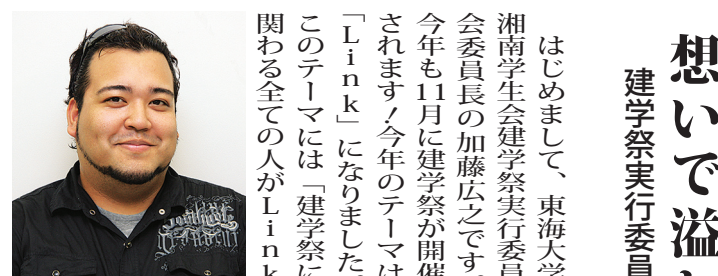 想いで溢
建学祭実行委員
はじめまして、東海大学
湘南学生会建学祭実行委員
会委員長の加藤広之です。
今年も11月に建学祭が開催
されます！今年のテーマは
「Link」になりました。
このテーマには「建学祭に
関わる全ての人がLink